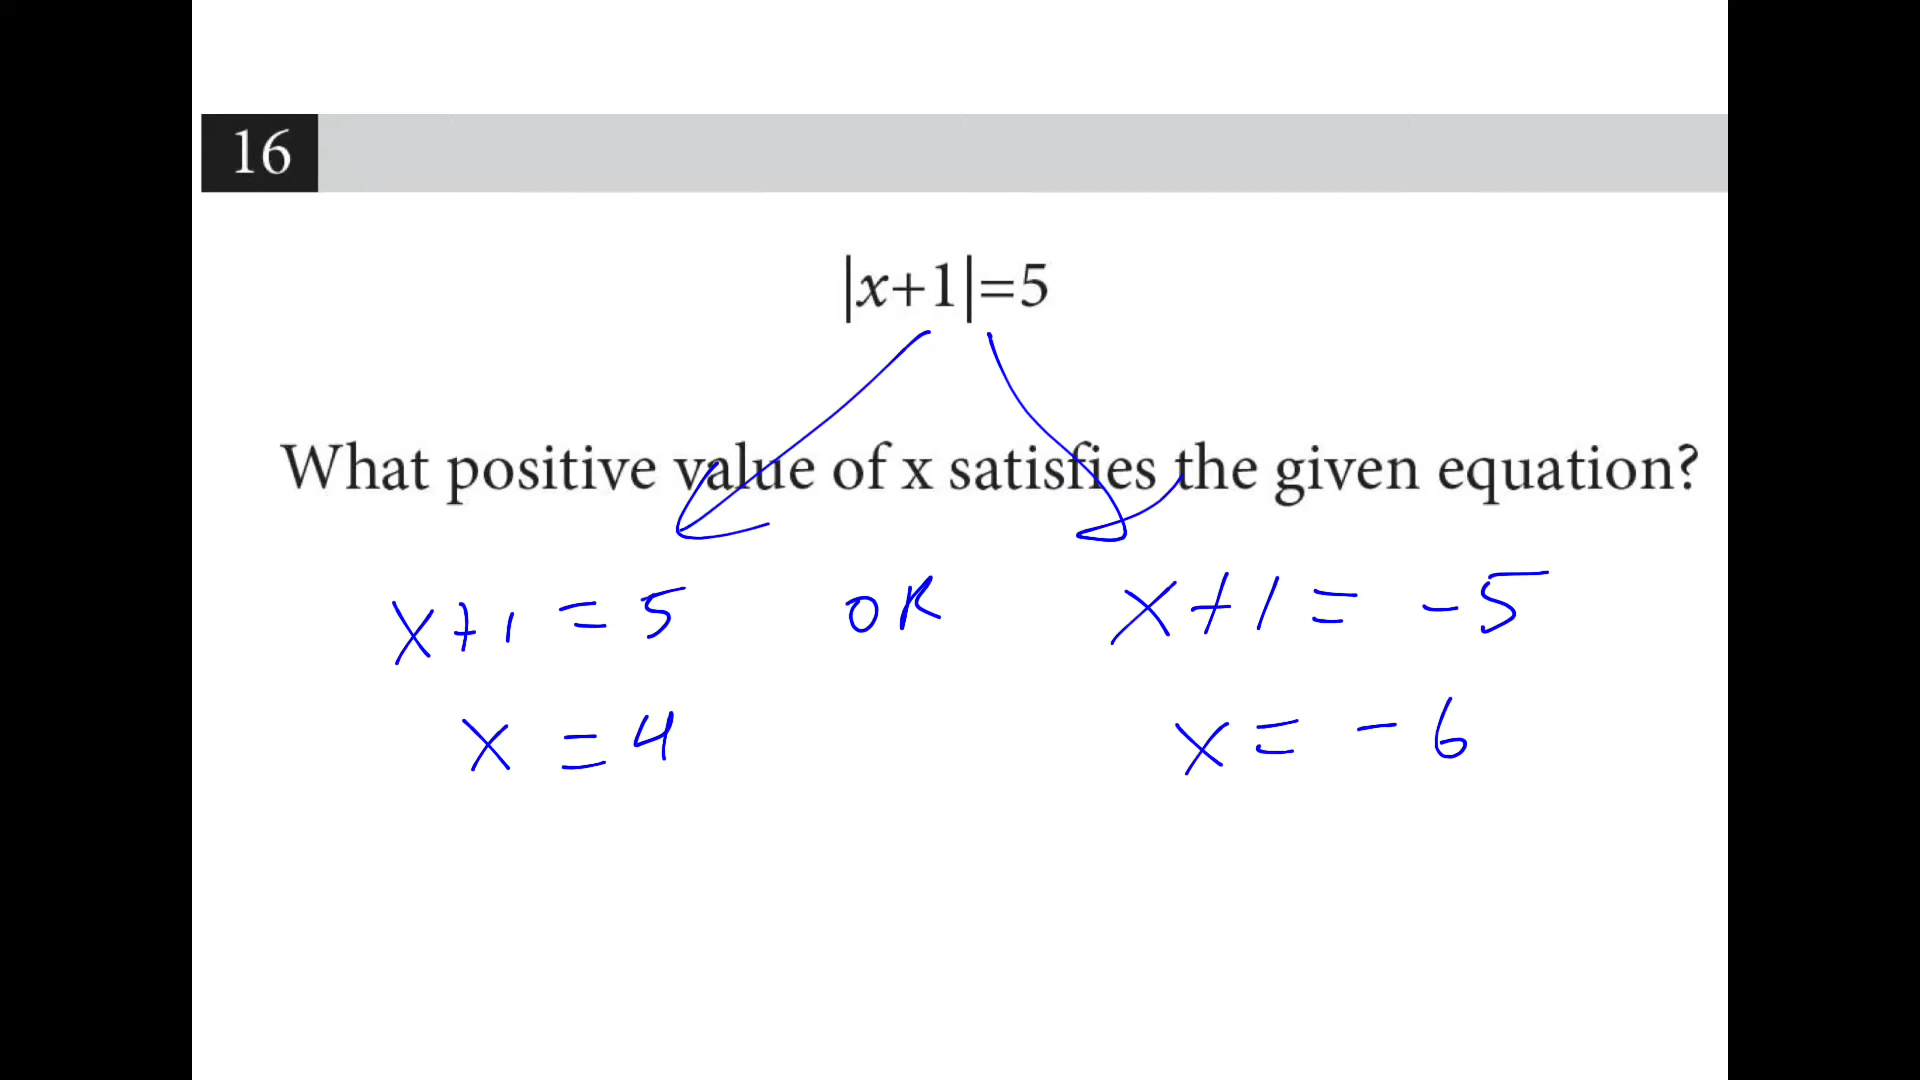 16
|x+1|=5
What positive value of x satisfies the given equation?
x+1=5 OR x+1=-5
x=4 x=-6